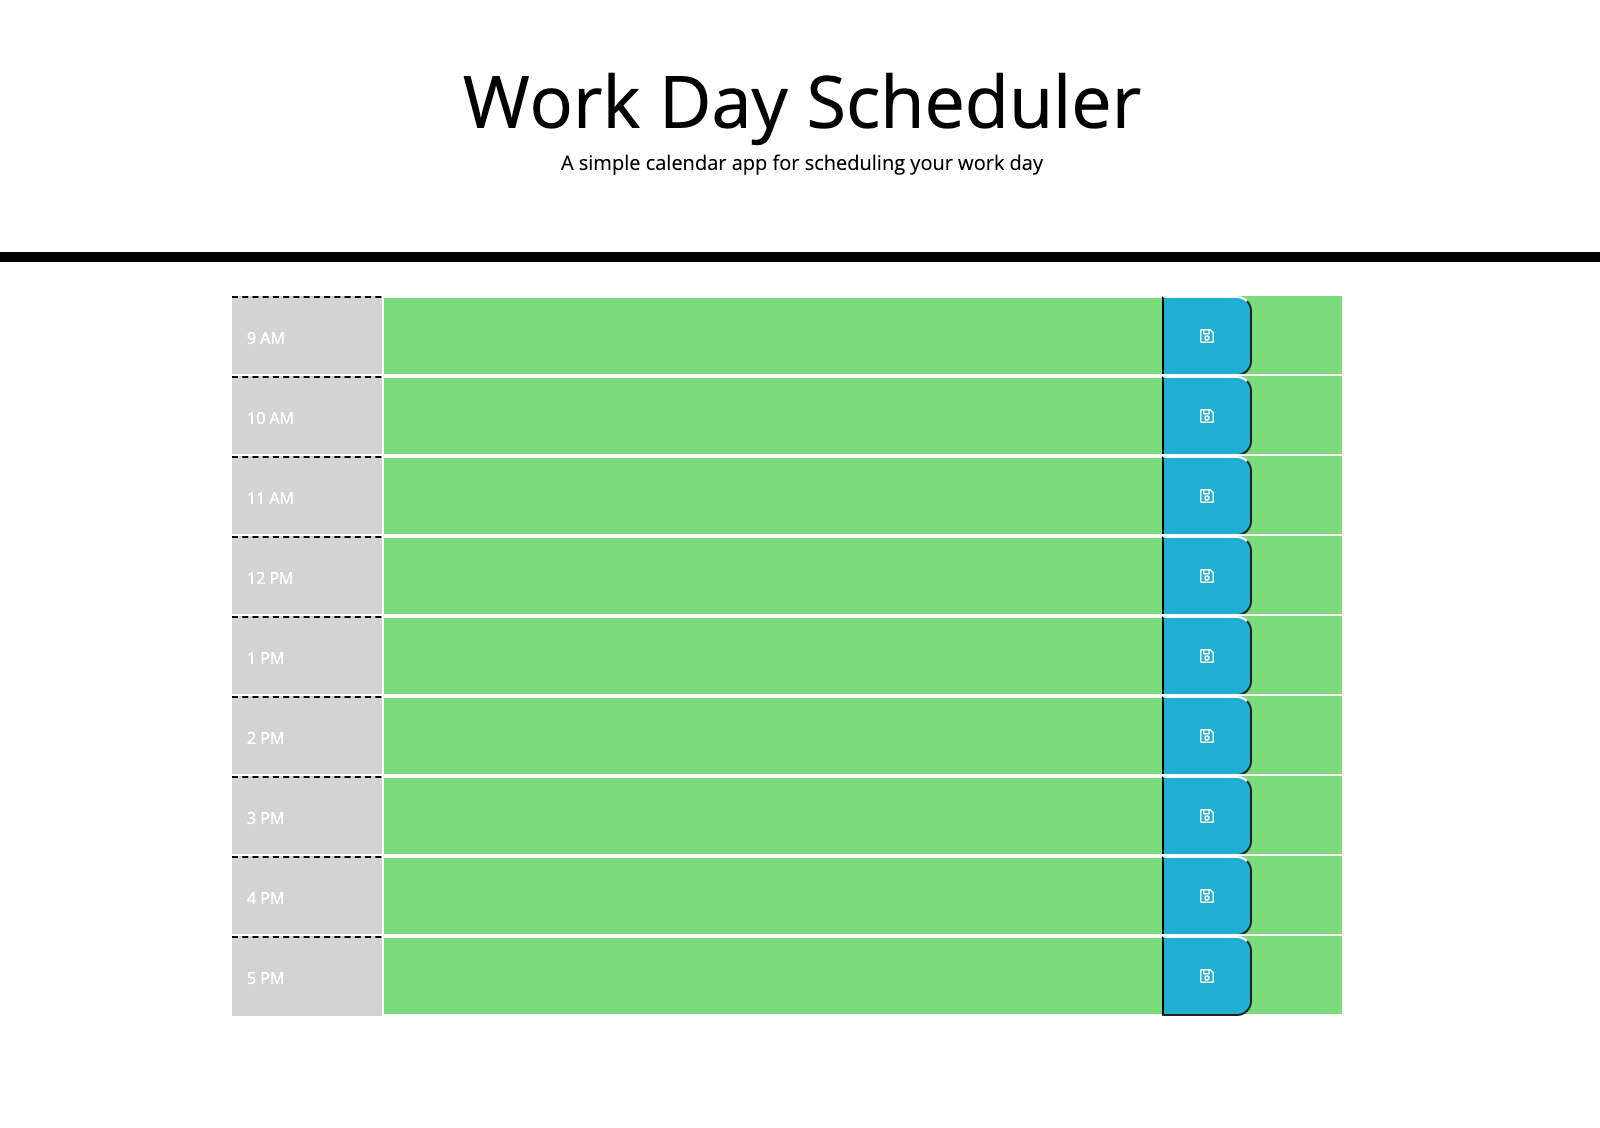 Work Day Scheduler
A simple calendar app for scheduling your work day
9 AM
10 AM
11 AM
12 PM
1 PM
2 PM
3 PM
4 PM
5 PM